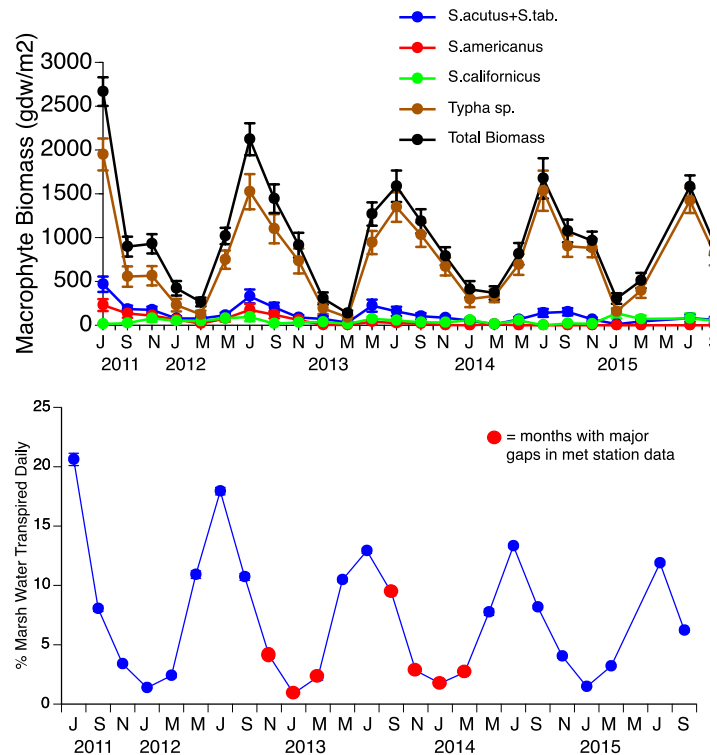 S.acutus+S.tab.
S.americanus
S.californicus
Typha sp.
Total Biomass
Macrophyte Biomass (gdw/m2)
3000
2500
2000
1500
1000
500
0
J S N J M M J S N J M M J S N J M M J S N J M M J S
2011 2012 2013 2014 2015
% Marsh Water Transpired Daily
25
20
15
10
5
0
= months with major
gaps in met station data
J S N J M M J S N J M M J S N J M M J S N J M M J S
2011 2012 2013 2014 2015